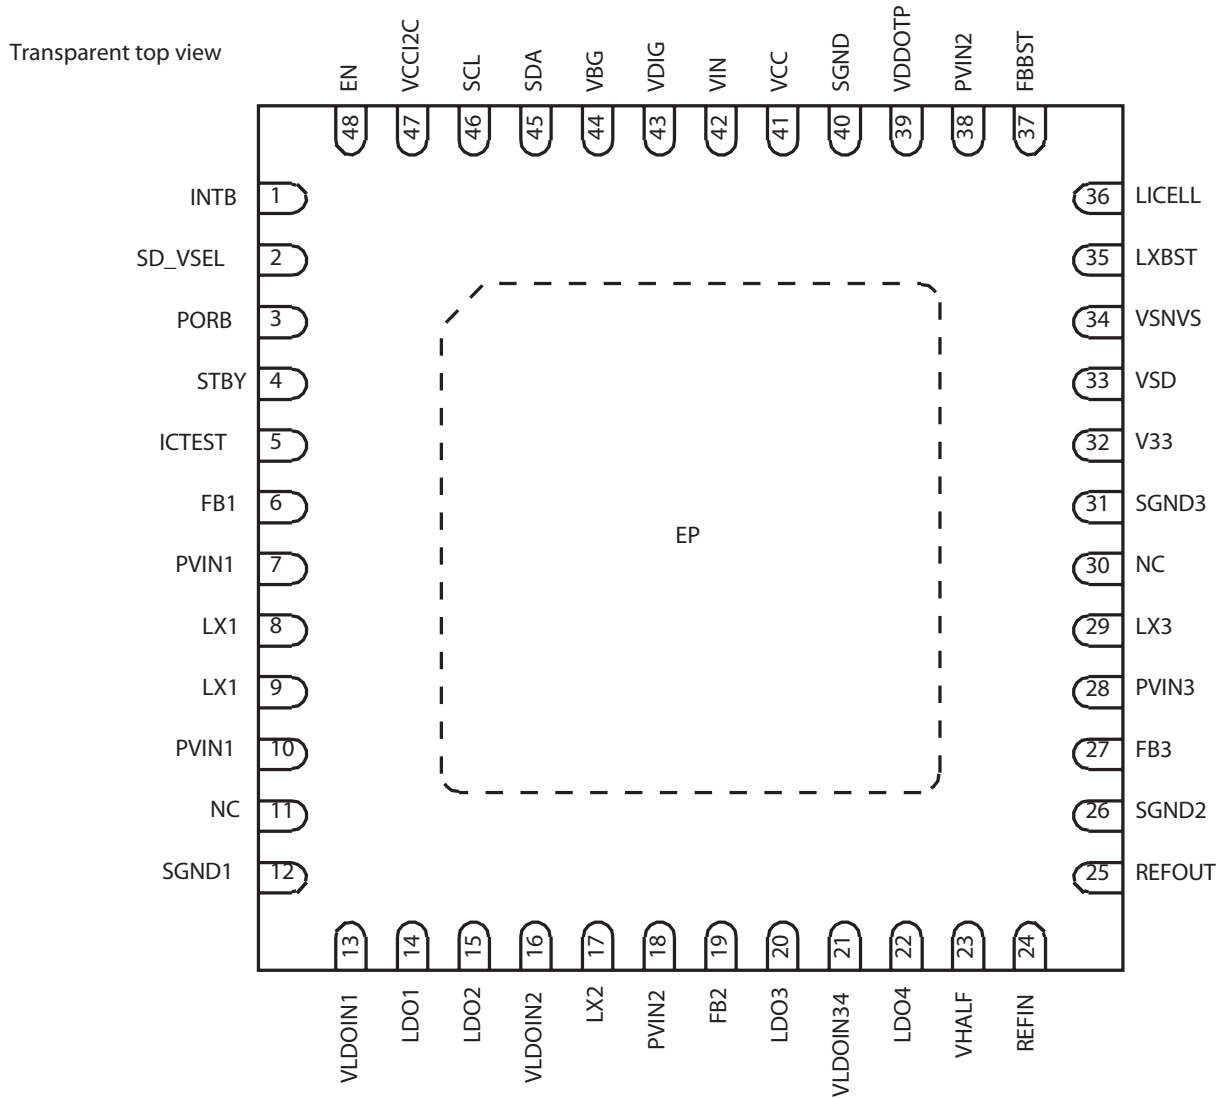 Transparent top view
EN
VCCI2C
SCL
SDA
VBG
VDIG
VIN
VCC
SGND
VDDOTP
PVIN2
FBBST
48
47
46
45
44
43
42
41
40
39
38
37
INTB 1
SD_VSEL 2
PORB 3
STBY 4
ICTEST 5
FB1 6
PVIN1 7
LX1 8
LX1 9
PVIN1 10
NC 11
SGND1 12
EP
36 LICELL
35 LXBST
34 VSNVS
33 VSD
32 V33
31 SGND3
30 NC
29 LX3
28 PVIN3
27 FB3
26 SGND2
25 REFOUT
13
14
15
16
17
18
19
20
21
22
23
24
VLDOIN1
LDO1
LDO2
VLDOIN2
LX2
PVIN2
FB2
LDO3
VLDOIN34
LDO4
VHALF
REFIN